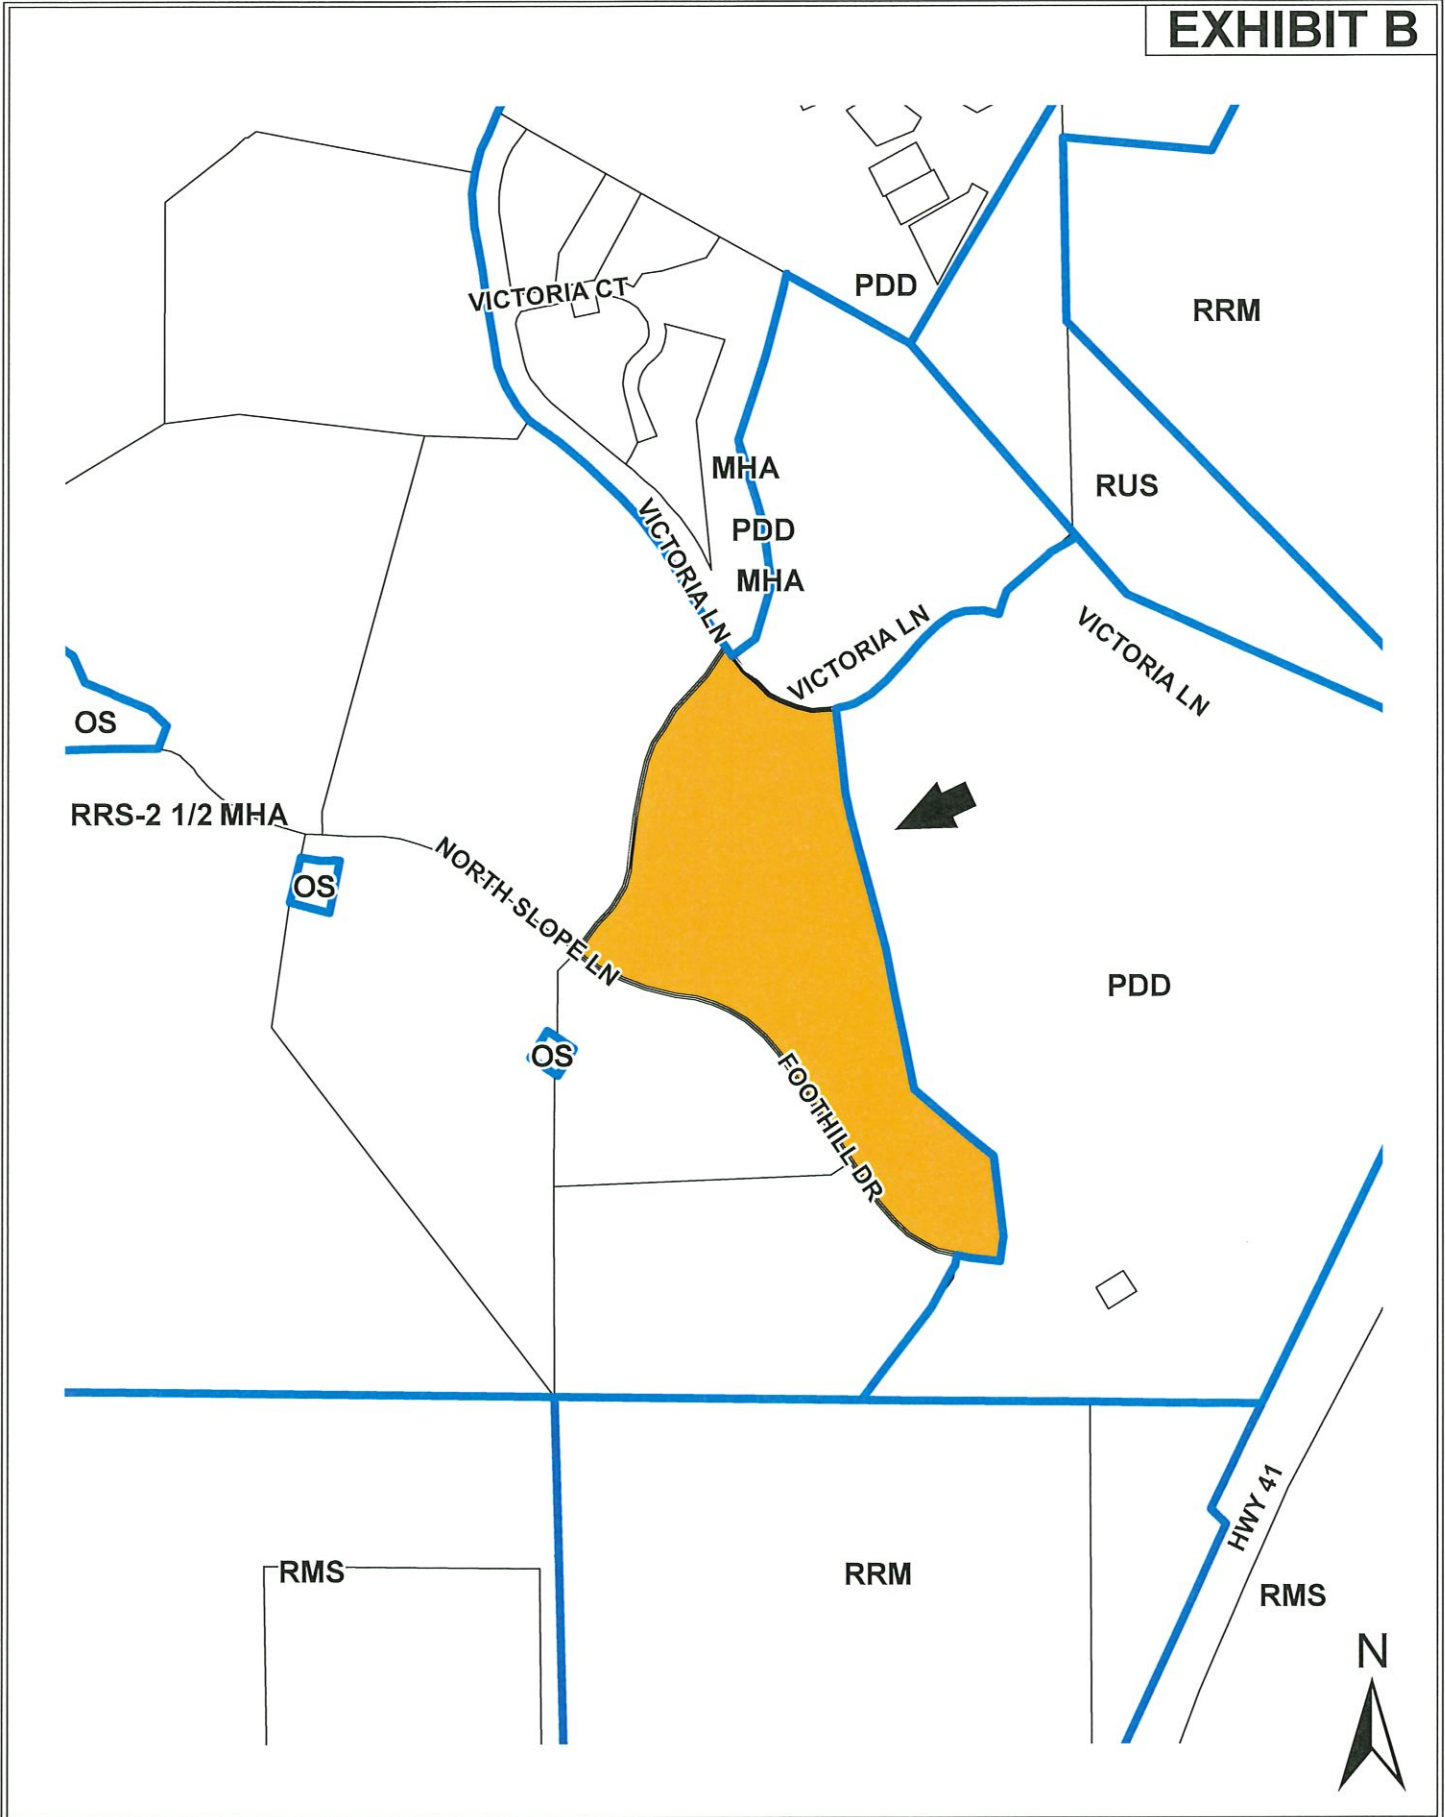 EXHIBIT B
PDD
VICTORIA CT
RRM
MHA
RUS
PDD
VICTORIA LN
MHA
VICTORIA LN
VICTORIA LN
OS
RRS-2 1/2 MHA
NORTH SLOPE LN
OS
PDD
OS
FOOTHILL DR
HWY 41
RMS
RRM
RMS
N